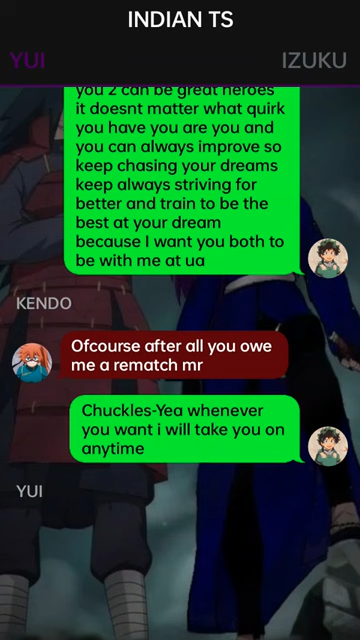 INDIAN TS
YUI
IZUKU
you 2 can be great heroes
it doesnt matter what quirk
you have you are you and
you can always improve so
keep chasing your dreams
keep always striving for
better and train to be the
best at your dream
because I want you both to
be with me at ua
KENDO
Ofcourse after all you owe
me a rematch mr
Chuckles-Yea whenever
you want i will take you on
anytime
YUI